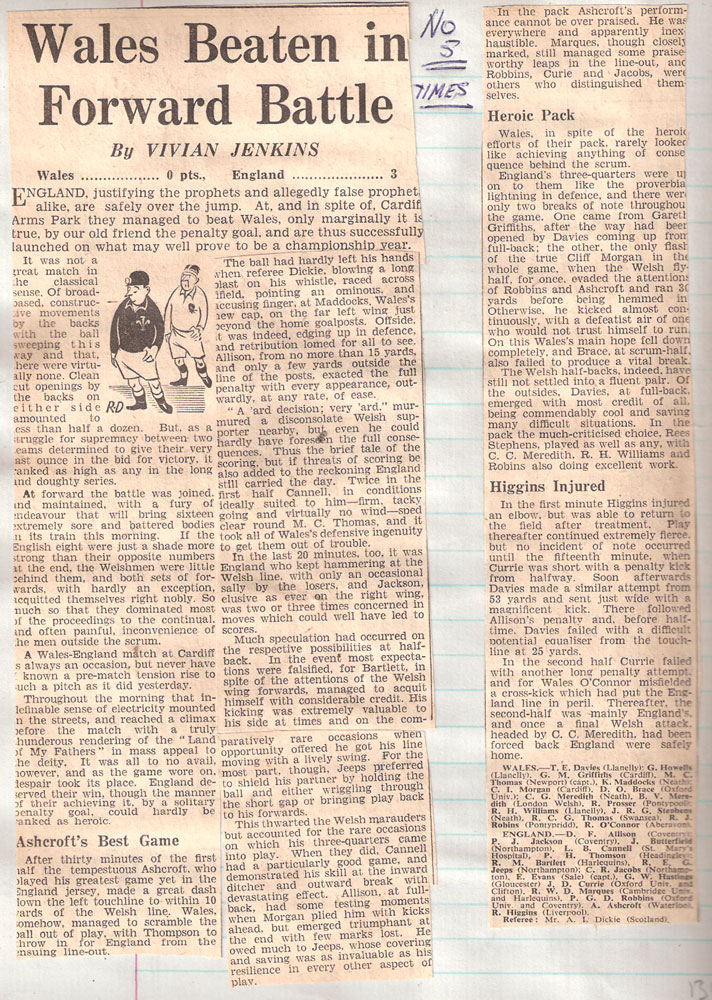 Wales Beaten in
Forward Battle
By VIVIAN JENKINS
Wales .................. 0 pts., England ...................... 3
ENGLAND, justifying the prophets and allegedly false prophet
alike, are safely over the jump. At, and in spite of, Cardif
Arms Park they managed to beat Wales, only marginally it is
true, by our old friend the penalty goal, and are thus successfully
launched on what may well prove to be a championship year.
It was not a
great match in
the classical
sense. Of broad-
based, construc-
ive movements
by the backs
with the ball
sweeping this
way and that,
here were virtu-
ally none. Clean
cut openings by
the backs on
either side
amounted to
ess than half a dozen. But, as a
struggle for supremacy between two
eams determined to give their very
ast ounce in the bid for victory, it
anked as high as any in the long
and doughty series.
At forward the battle was joined,
and maintained, with a fury of
ndeavour that will bring sixteen
extremely sore and battered bodies
n its train this morning. If the
English eight were just a shade more
trong than their opposite numbers
at the end, the Welshmen were little
behind them, and both sets of for-
wards, with hardly an exception,
acquitted themselves right nobly. So
nuch so that they dominated most
of the proceedings to the continual,
and often painful, inconvenience of
he men outside the scrum.
A Wales-England match at Cardiff
s always an occasion, but never have
known a pre-match tension rise to
uch a pitch as it did yesterday.
Throughout the morning that in-
efinable sense of electricity mounted
n the streets, and reached a climax
before the match with a truly
hunderous rendering of the "Land
f My Fathers" in mass appeal to
he deity. It was all to no avail,
owever, and as the game wore on,
espair took its place. England de-
erved their win, though the manner
f their achieving it, by a solitary
enalty goal, could hardly be
anked as heroic.
Ashcroft's Best Game
After thirty minutes of the first
half the tempestuous Ashcroft, who
played his greatest game yet in the
England jersey, made a great dash
down the left touchline to within 10
yards of the Welsh line. Wales,
omehow, managed to scramble the
ball out of play, with Thompson to
throw in for England from the
ensuing line-out.
RD
The ball had hardly left his hands
when referee Dickie, blowing a long
blast on his whistle, raced across
ifield, pointing an ominous, and
accusing finger, at Maddocks, Wales's
ew cap, on the far left wing just
beyond the home goalposts. Offside,
it was indeed, edging up in defence,
and retribution lomed for all to see.
Allison, from no more than 15 yards,
and only a few yards outside the
line of the posts, exacted the full
penalty with every appearance, out-
wardly, at any rate, of ease.
"A 'ard decision; very 'ard," mur-
mured a disconsolate Welsh sup-
porter nearby, but even he could
hardly have foreseen the full conse-
quences. Thus the brief tale of the
scoring, but if threats of scoring be
also added to the reckoning England
still carried the day. Twice in the
first half Cannell, in conditions
ideally suited to him—firm, tacky
going and virtually no wind—sped
clear round M. C. Thomas, and it
took all of Wales's defensive ingenuity
to get them out of trouble.
In the last 20 minutes, too, it was
England who kept hammering at the
Welsh line, with only an occasional
sally by the losers, and Jackson,
elusive as ever on the right wing,
was two or three times concerned in
moves which could well have led to
scores.
Much speculation had occurred on
the respective possibilities at half-
back. In the event most expecta-
tions were falsified, for Bartlett, in
spite of the attentions of the Welsh
wing forwards, managed to acquit
himself with considerable credit. His
kicking was extremely valuable to
his side at times and on the com-
paratively rare occasions when
opportunity offered he got his line
moving with a lively swing. For the
most part, though, Jeeps preferred
to shield his partner by holding the
ball and either wriggling through
the short gap or bringing play back
to his forwards.
This thwarted the Welsh marauders
but accounted for the rare occasions
on which his three-quarters came
into play. When they did, Cannell
had a particularly good game, and
demonstrated his skill at the inward
ditcher and outward break with
devastating effect. Allison, at full-
back, had some testing moments
when Morgan plied him with kicks
ahead, but emerged triumphant at
the end with few marks lost. He
owed much to Jeeps, whose covering
and saving was as invaluable as his
resilience in every other aspect of
play.
No
5
TIMES
In the pack Ashcroft's perform-
ance cannot be over praised. He was
everywhere and apparently inex-
haustible. Marques, though closely
marked, still managed some praise-
worthy leaps in the line-out, and
Robbins, Curie and Jacobs, were
others who distinguished them-
selves.
Heroic Pack
Wales, in spite of the heroic
efforts of their pack, rarely looked
like achieving anything of conse
quence behind the scrum.
England's three-quarters were up
on to them like the proverbia
lightning in defence, and there were
only two breaks of note throughou
the game. One came from Gareth
Griffiths, after the way had been
opened by Davies coming up from
full-back; the other, the only flash
of the true Cliff Morgan in the
whole game, when the Welsh fly-
half, for once, evaded the attentions
of Robbins and Ashcroft and ran 30
yards before being hemmed in
Otherwise, he kicked almost con-
tinuously, with a defeatist air of one
who would not trust himself to run.
On this Wales's main hope fell down
completely, and Brace, at scrum-half,
also failed to produce a vital break.
The Welsh half-backs, indeed, have
still not settled into a fluent pair. Of
the outsides, Davies, at full-back,
emerged with most credit of all,
being commendably cool and saving
many difficult situations. In the
pack the much-criticised choice, Rees
Stephens, played as well as any, with
C. C. Meredith, R. H. Williams and
Robins also doing excellent work.
Higgins Injured
In the first minute Higgins injured
an elbow, but was able to return to
the field after treatment. Play
thereafter continued extremely fierce,
but no incident of note occurred
until the fifteenth minute, when
Currie was short with a penalty kick
from halfway. Soon afterwards
Davies made a similar attempt from
53 yards and sent just wide with a
magnificent kick. There followed
Allison's penalty and, before half-
time, Davies failed with a difficult
potential equaliser from the touch-
line at 25 yards.
In the second half Currie failed
with another long penalty attempt
and for Wales O'Connor misfielded
a cross-kick which had put the Eng-
land line in peril. Thereafter, the
second-half was mainly England's,
and once a final Welsh attack,
headed by C. C. Meredith, had been
forced back England were safely
home.
WALES.—T. E. Davies (Llanelly); G. Howells
(Llanelly), G. M. Griffiths (Cardiff), M. C.
Thomas (Newport) (capt.), K. Maddocks (Neath);
C. I. Morgan (Cardiff), D. O. Brace (Oxford
Univ.); C. C. Meredith (Neath), B. V. Mere-
dith (London Welsh), R. Prosser (Pontypool),
R. H. Williams (Llanelly), J. R. G. Stephens
(Neath), R. C. G. Thomas (Swansea), R. J.
Robins (Pontypridd), R. O'Connor (Aberavon).
ENGLAND.—D. F. Allison (Coventry);
P. J. Jackson (Coventry), J. Butterfield
(Northampton), L. B. Cannell (St. Mary's
Hospital), P. H. Thomson (Headingley);
R. M. Bartlett (Harlequins), R. E. G.
Jeeps (Northampton); C. R. Jacobs (Northamp-
ton), E. Evans (Sale) (capt.), G. W. Hastings
(Gloucester) J. D. Currie (Oxford Univ. and
Clifton), R. W. D. Marques (Cambridge Univ.
and Harlequins), P. G. D. Robbins (Oxford
Univ. and Coventry), A. Ashcroft (Waterloo),
R. Higgins (Liverpool).
Referee: Mr. A. I. Dickie (Scotland).
13